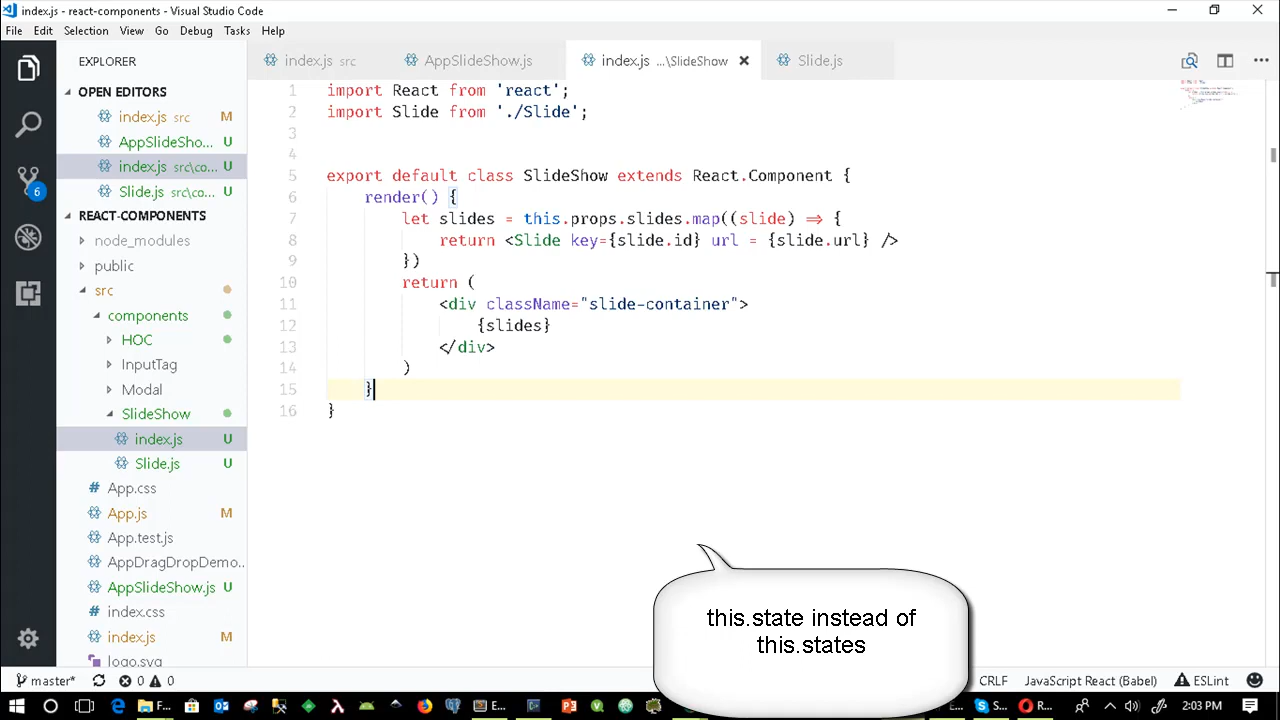 index.js - react-components - Visual Studio Code
File Edit Selection View Go Debug Tasks Help
EXPLORER
index.js src
AppSlideShow.js
index.js ...\SlideShow
Slide.js
OPEN EDITORS
index.js src M
AppSlideSho... U
index.js src\co... U
Slide.js src\co... U
6
REACT-COMPONENTS
node_modules
public
src
components
HOC
InputTag
Modal
SlideShow
index.js U
Slide.js U
App.css
App.js M
App.test.js
AppDragDropDemo...
AppSlideShow.js U
index.css
index.js M
logo.svg
1 import React from 'react';
2 import Slide from './Slide';
3
4
5 export default class SlideShow extends React.Component {
6 render() {
7 let slides = this.props.slides.map((slide) => {
8 return <Slide key={slide.id} url = {slide.url} />
9 })
10 return (
11 <div className="slide-container">
12 {slides}
13 </div>
14 )
15 }
16 }
this.state instead of
this.states
master* 0 0 CRLF JavaScript React (Babel) ESLint
F... E... E... S... R... 2:03 PM